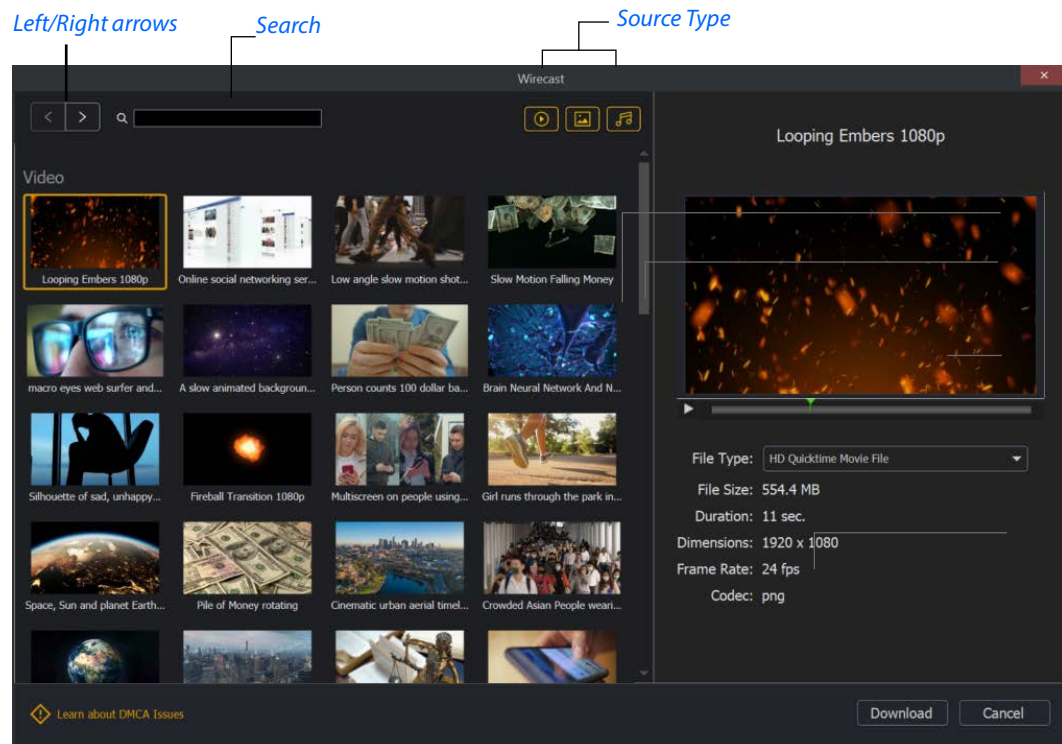 Left/Right arrows
Search
Source Type
Wirecast
Looping Embers 1080p
Video
Looping Embers 1080p
Online social networking ser...
Low angle slow motion shot...
Slow Motion Falling Money
macro eyes web surfer and...
A slow animated backgroun...
Person counts 100 dollar ba...
Brain Neural Network And N...
Silhouette of sad, unhappy...
Fireball Transition 1080p
Multiscreen on people using...
Girl runs through the park in...
Space, Sun and planet Earth...
Pile of Money rotating
Cinematic urban aerial timel...
Crowded Asian People weari...
File Type: HD Quicktime Movie File
File Size: 554.4 MB
Duration: 11 sec.
Dimensions: 1920 x 1080
Frame Rate: 24 fps
Codec: png
Learn about DMCA Issues
Download
Cancel